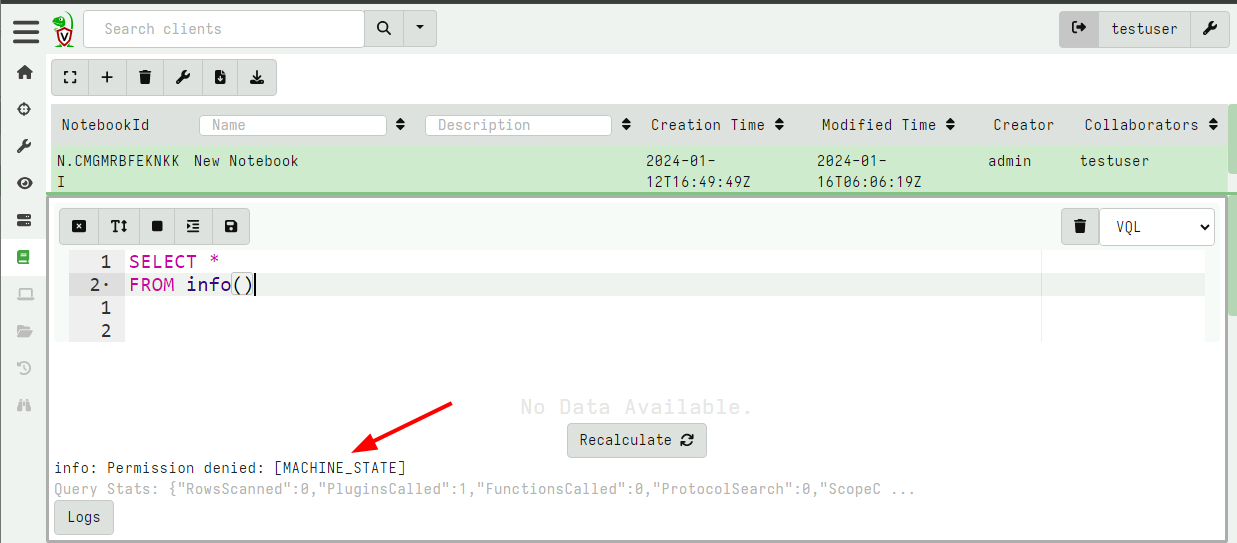 Search clients
testuser
NotebookId Name Description Creation Time Modified Time Creator Collaborators
N.CMGMRBFEKNKK New Notebook 2024-01- 2024-01- admin testuser
I 12T16:49:49Z 16T06:06:19Z
VQL
1 SELECT *
2· FROM info()
1
2
No Data Available.
Recalculate
info: Permission denied: [MACHINE_STATE]
Query Stats: {"RowsScanned":0,"PluginsCalled":1,"FunctionsCalled":0,"ProtocolSearch":0,"ScopeC ...
Logs